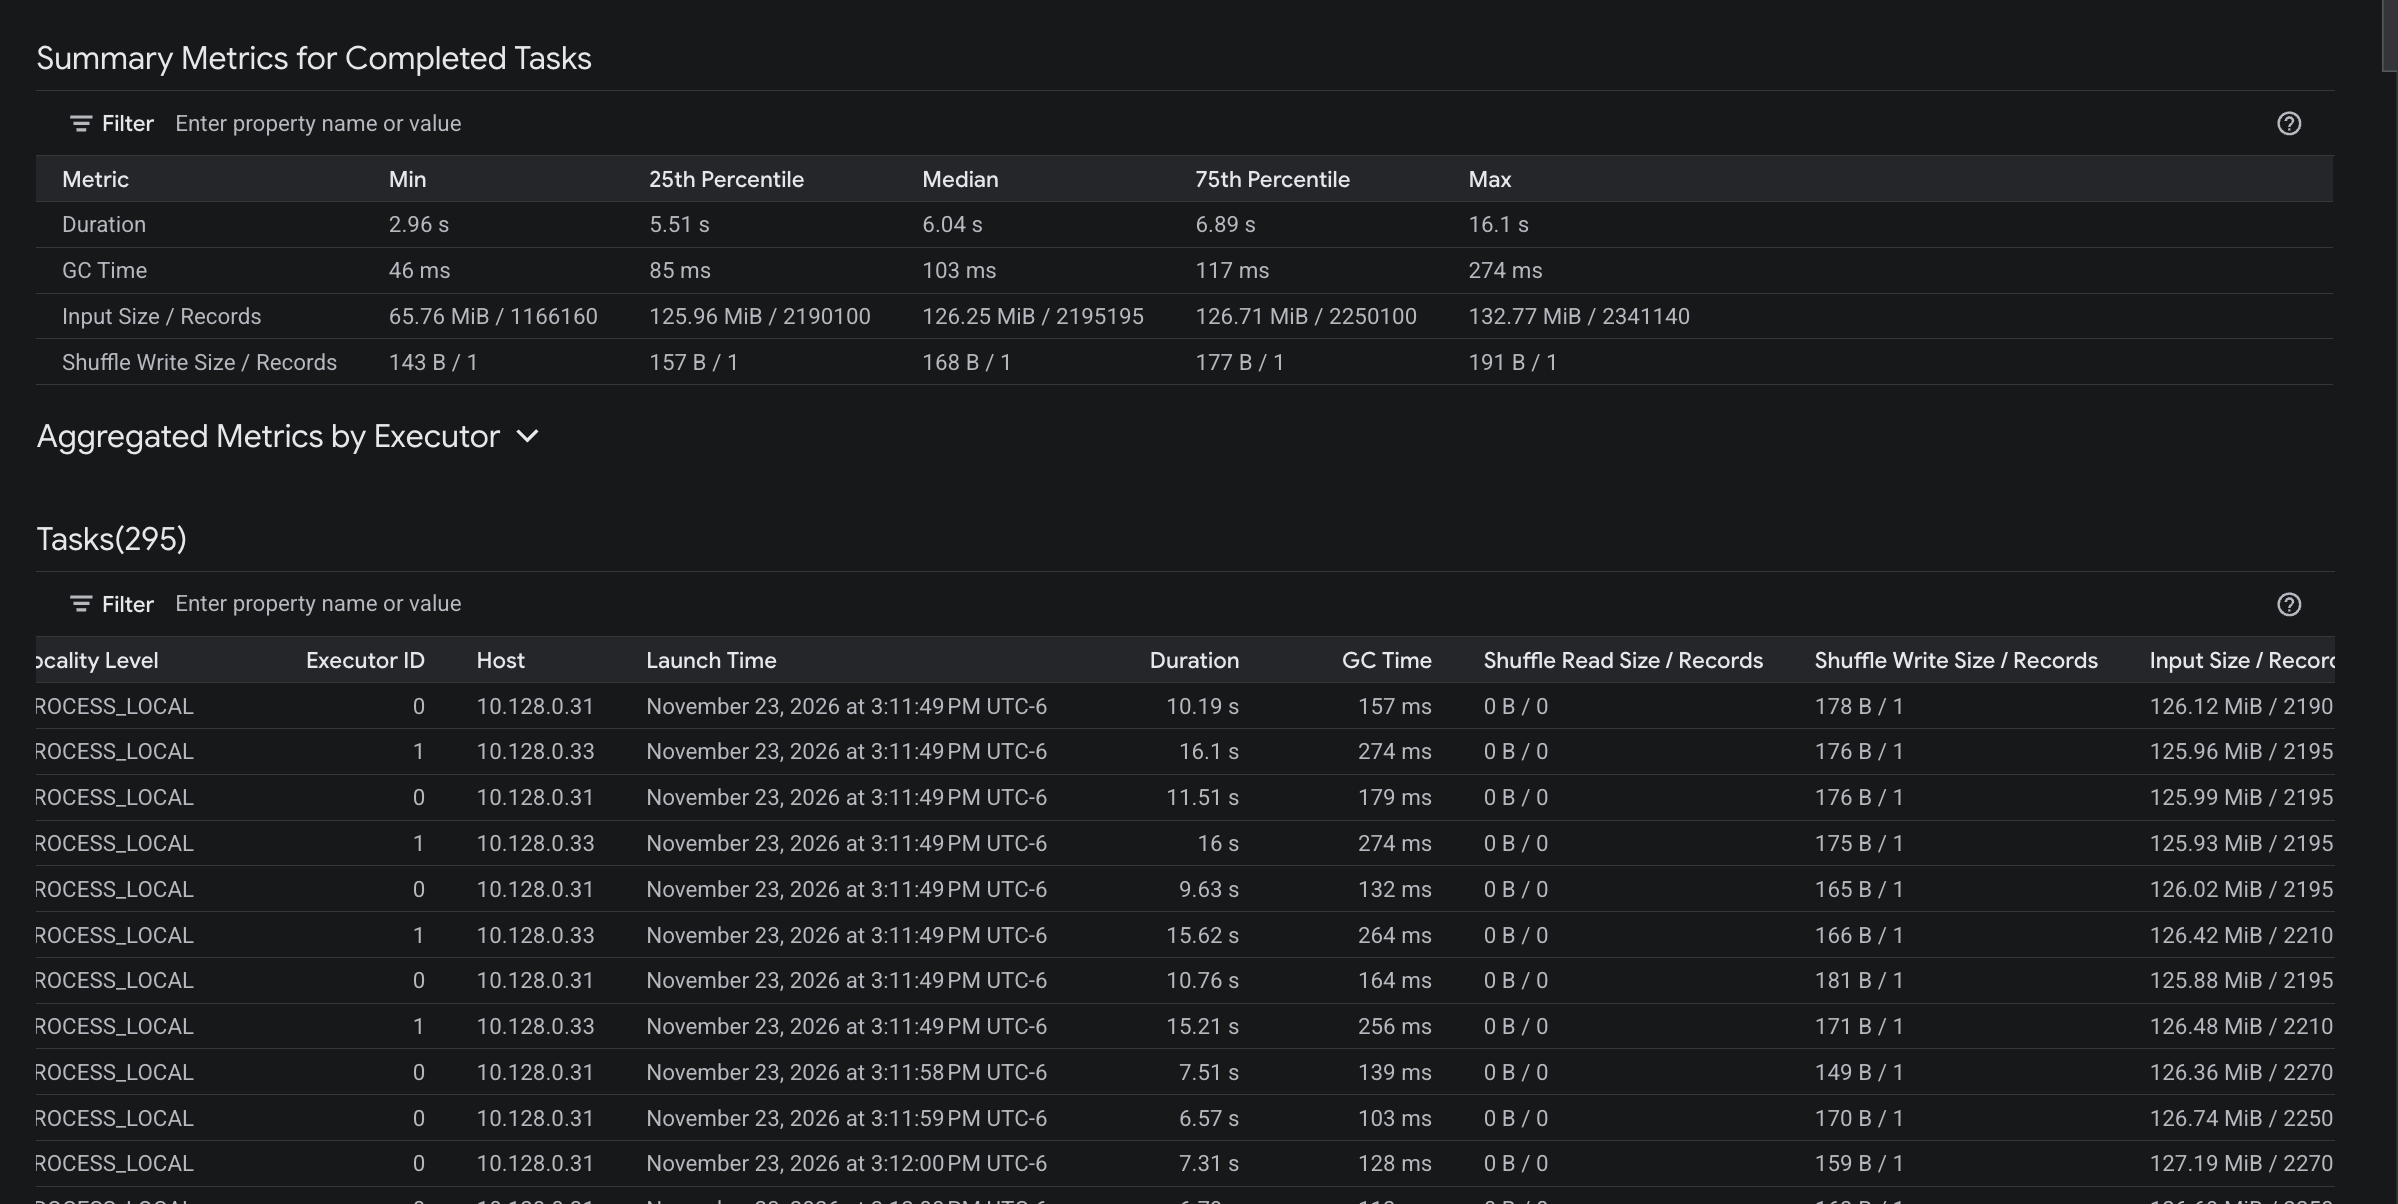 Summary Metrics for Completed Tasks
Filter Enter property name or value
Metric Min 25th Percentile Median 75th Percentile Max
Duration 2.96 s 5.51 s 6.04 s 6.89 s 16.1 s
GC Time 46 ms 85 ms 103 ms 117 ms 274 ms
Input Size / Records 65.76 MiB / 1166160 125.96 MiB / 2190100 126.25 MiB / 2195195 126.71 MiB / 2250100 132.77 MiB / 2341140
Shuffle Write Size / Records 143 B / 1 157 B / 1 168 B / 1 177 B / 1 191 B / 1
Aggregated Metrics by Executor
Tasks(295)
Filter Enter property name or value
ocality Level Executor ID Host Launch Time Duration GC Time Shuffle Read Size / Records Shuffle Write Size / Records Input Size / Recorc
ROCESS_LOCAL 0 10.128.0.31 November 23, 2026 at 3:11:49 PM UTC-6 10.19 s 157 ms 0 B / 0 178 B / 1 126.12 MiB / 2190
ROCESS_LOCAL 1 10.128.0.33 November 23, 2026 at 3:11:49 PM UTC-6 16.1 s 274 ms 0 B / 0 176 B / 1 125.96 MiB / 2195
ROCESS_LOCAL 0 10.128.0.31 November 23, 2026 at 3:11:49 PM UTC-6 11.51 s 179 ms 0 B / 0 176 B / 1 125.99 MiB / 2195
ROCESS_LOCAL 1 10.128.0.33 November 23, 2026 at 3:11:49 PM UTC-6 16 s 274 ms 0 B / 0 175 B / 1 125.93 MiB / 2195
ROCESS_LOCAL 0 10.128.0.31 November 23, 2026 at 3:11:49 PM UTC-6 9.63 s 132 ms 0 B / 0 165 B / 1 126.02 MiB / 2195
ROCESS_LOCAL 1 10.128.0.33 November 23, 2026 at 3:11:49 PM UTC-6 15.62 s 264 ms 0 B / 0 166 B / 1 126.42 MiB / 2210
ROCESS_LOCAL 0 10.128.0.31 November 23, 2026 at 3:11:49 PM UTC-6 10.76 s 164 ms 0 B / 0 181 B / 1 125.88 MiB / 2195
ROCESS_LOCAL 1 10.128.0.33 November 23, 2026 at 3:11:49 PM UTC-6 15.21 s 256 ms 0 B / 0 171 B / 1 126.48 MiB / 2210
ROCESS_LOCAL 0 10.128.0.31 November 23, 2026 at 3:11:58 PM UTC-6 7.51 s 139 ms 0 B / 0 149 B / 1 126.36 MiB / 2270
ROCESS_LOCAL 0 10.128.0.31 November 23, 2026 at 3:11:59 PM UTC-6 6.57 s 103 ms 0 B / 0 170 B / 1 126.74 MiB / 2250
ROCESS_LOCAL 0 10.128.0.31 November 23, 2026 at 3:12:00 PM UTC-6 7.31 s 128 ms 0 B / 0 159 B / 1 127.19 MiB / 2270